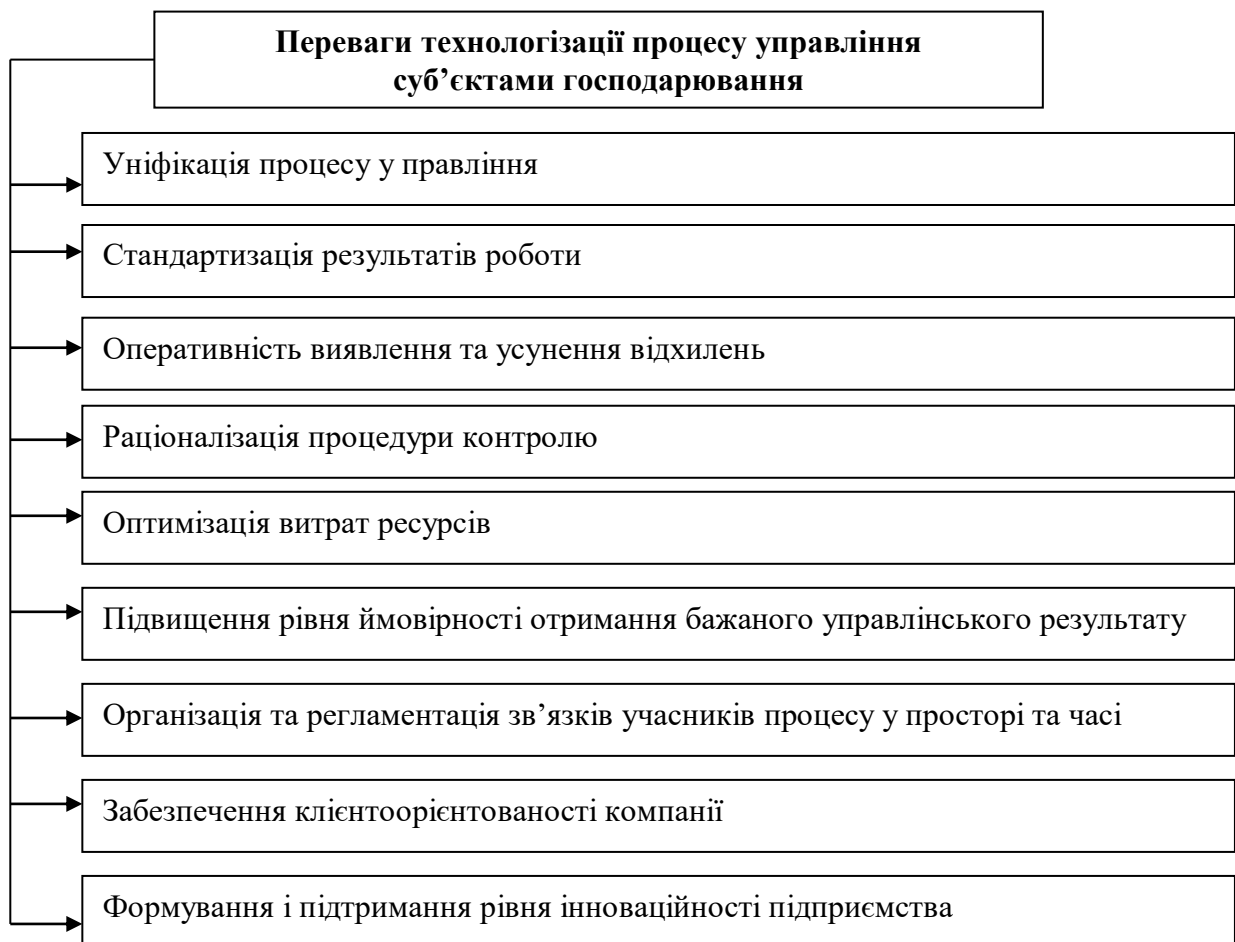 Переваги технологізації процесу управління
суб’єктами господарювання
Уніфікація процесу у правління
Стандартизація результатів роботи
Оперативність виявлення та усунення відхилень
Раціоналізація процедури контролю
Оптимізація витрат ресурсів
Підвищення рівня ймовірності отримання бажаного управлінського результату
Організація та регламентація зв’язків учасників процесу у просторі та часі
Забезпечення клієнтоорієнтованості компанії
Формування і підтримання рівня інноваційності підприємства